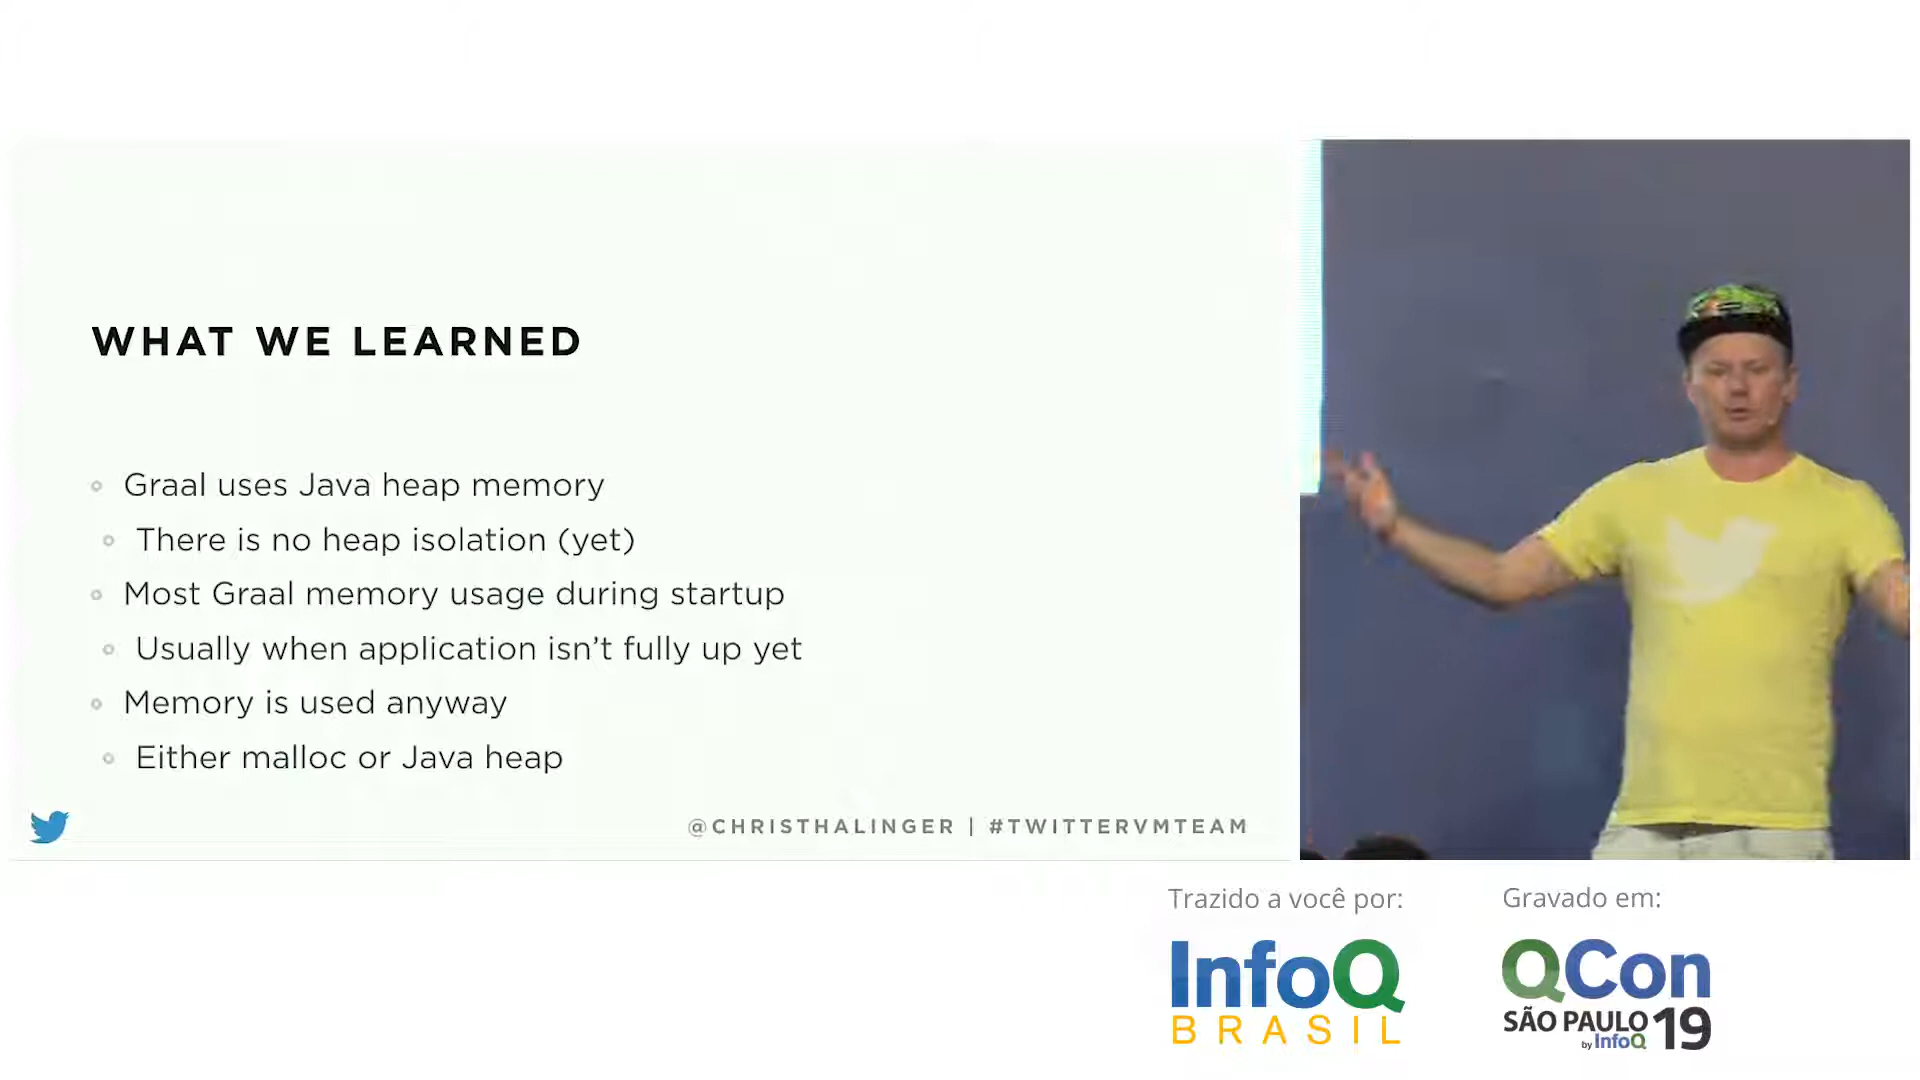 WHAT WE LEARNED
Graal uses Java heap memory
There is no heap isolation (yet)
Most Graal memory usage during startup
Usually when application isn't fully up yet
Memory is used anyway
Either malloc or Java heap
@CHRISTHALINGER | #TWITTERVMTEAM
Trazido a você por:
InfoQ
BRASIL
Gravado em:
QCon
SÃO PAULO 19
by InfoQ